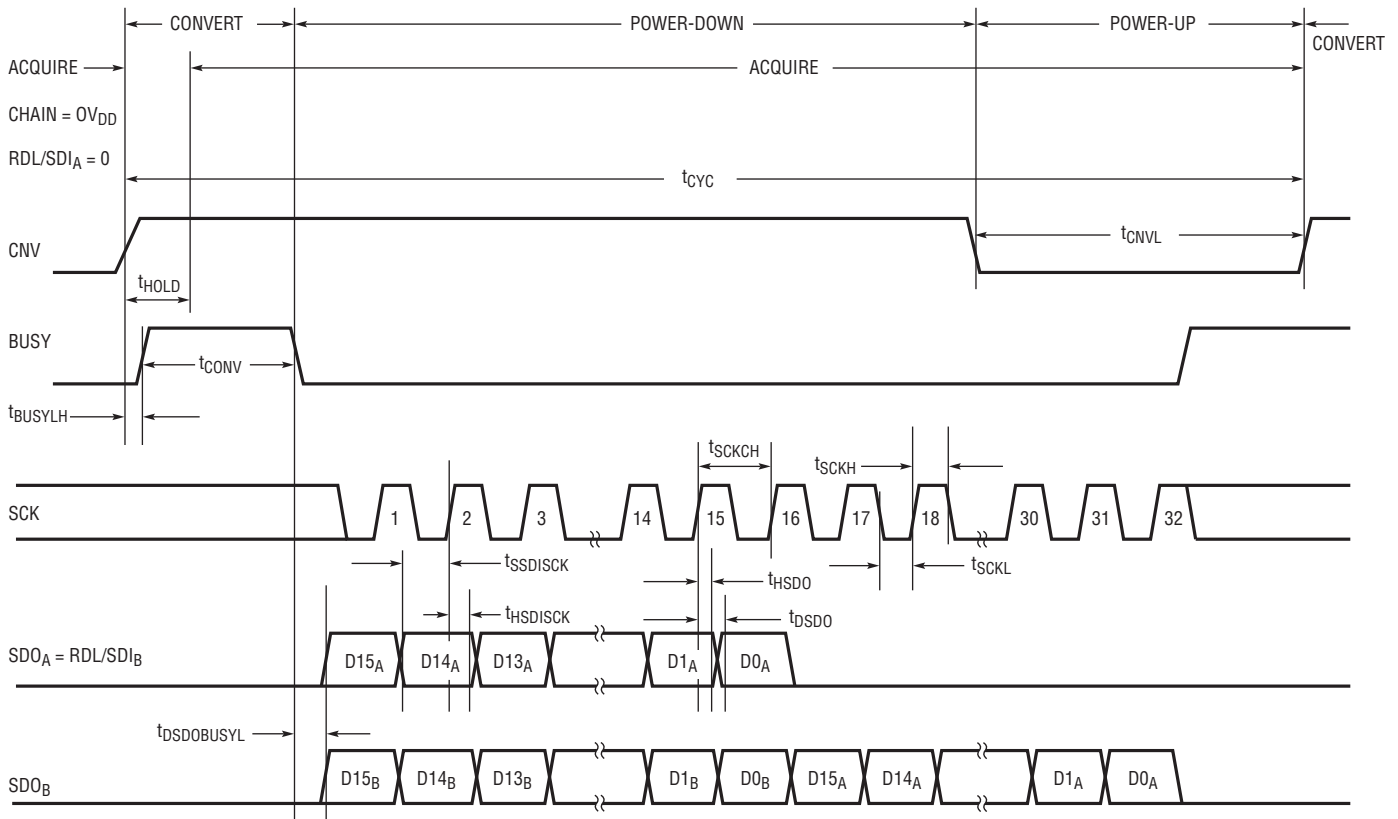 CONVERT
POWER-DOWN
POWER-UP
CONVERT
ACQUIRE
ACQUIRE
CHAIN = OVDD
RDL/SDIA = 0
tCYC
CNV
tCNVL
tHOLD
BUSY
tCONV
tBUSYLH
tSCKCH
tSCKH
SCK
1
2
3
14
15
16
17
18
30
31
32
tSSDISCK
tHSDO
tSCKL
tHSDISCK
tDSDO
SDOA = RDL/SDIB
D15A
D14A
D13A
D1A
D0A
tDSDOBUSYL
SDOB
D15B
D14B
D13B
D1B
D0B
D15A
D14A
D1A
D0A